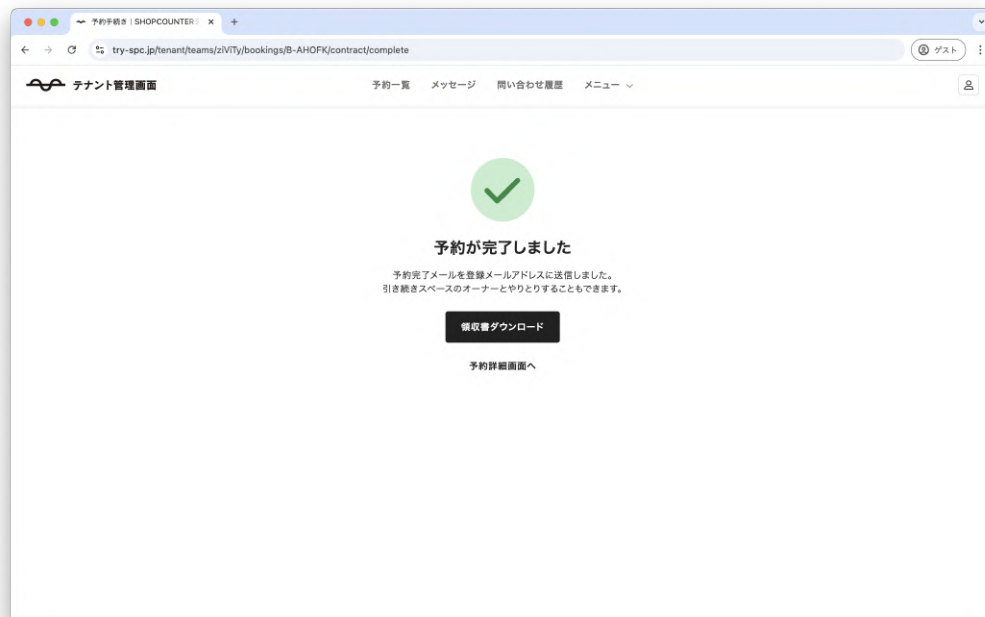 予約手続き | SHOPCOUNTER
try-spc.jp/tenant/teams/ziViTy/bookings/B-AHOFK/contract/complete
ゲスト
テナント管理画面
予約一覧
メッセージ
問い合わせ履歴
メニュー
予約が完了しました
予約完了メールを登録メールアドレスに送信しました。
引き続きスペースのオーナーとやりとりすることもできます。
領収書ダウンロード
予約詳細画面へ